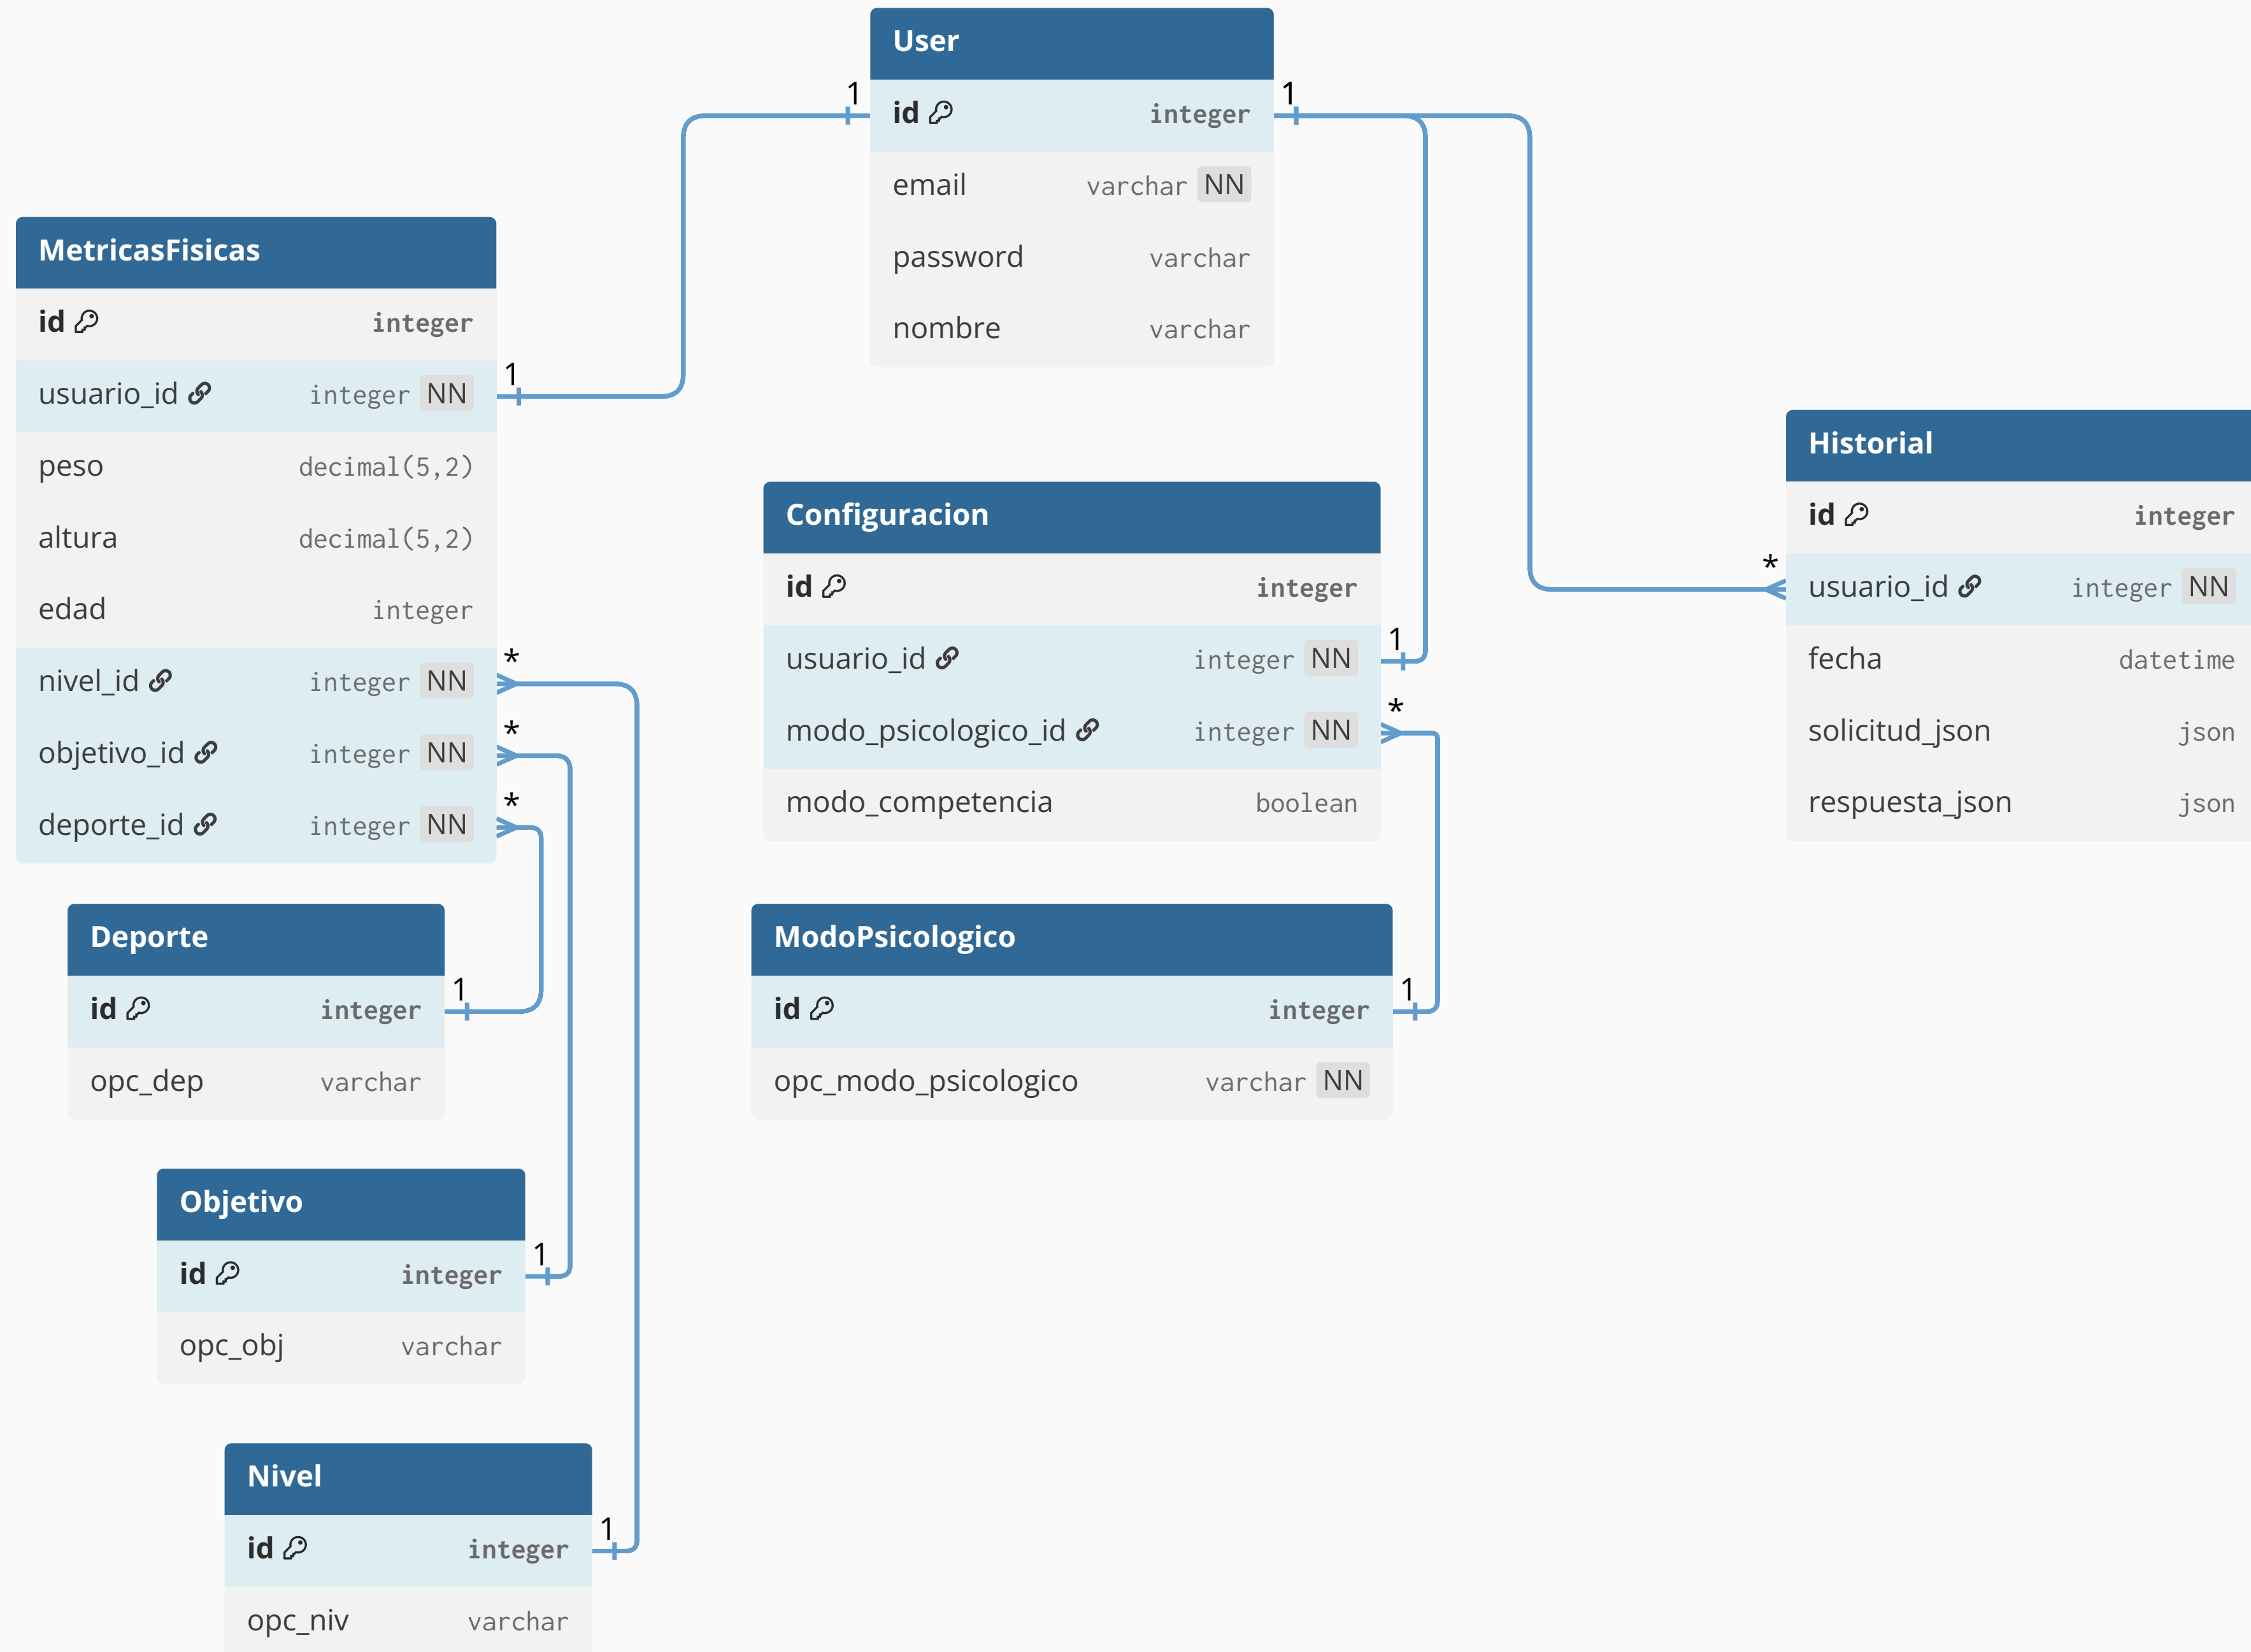 User
1 id integer 1
email varchar NN
password varchar
nombre varchar
MetricasFisicas
id integer
usuario_id integer NN 1
peso decimal(5,2)
altura decimal(5,2)
edad integer
nivel_id integer NN *
objetivo_id integer NN *
deporte_id integer NN *
Configuracion
id integer
usuario_id integer NN 1
modo_psicologico_id integer NN *
modo_competencia boolean
Historial
id integer
* usuario_id integer NN
fecha datetime
solicitud_json json
respuesta_json json
Deporte
id integer 1
opc_dep varchar
ModoPsicologico
id integer 1
opc_modo_psicologico varchar NN
Objetivo
id integer 1
opc_obj varchar
Nivel
id integer 1
opc_niv varchar